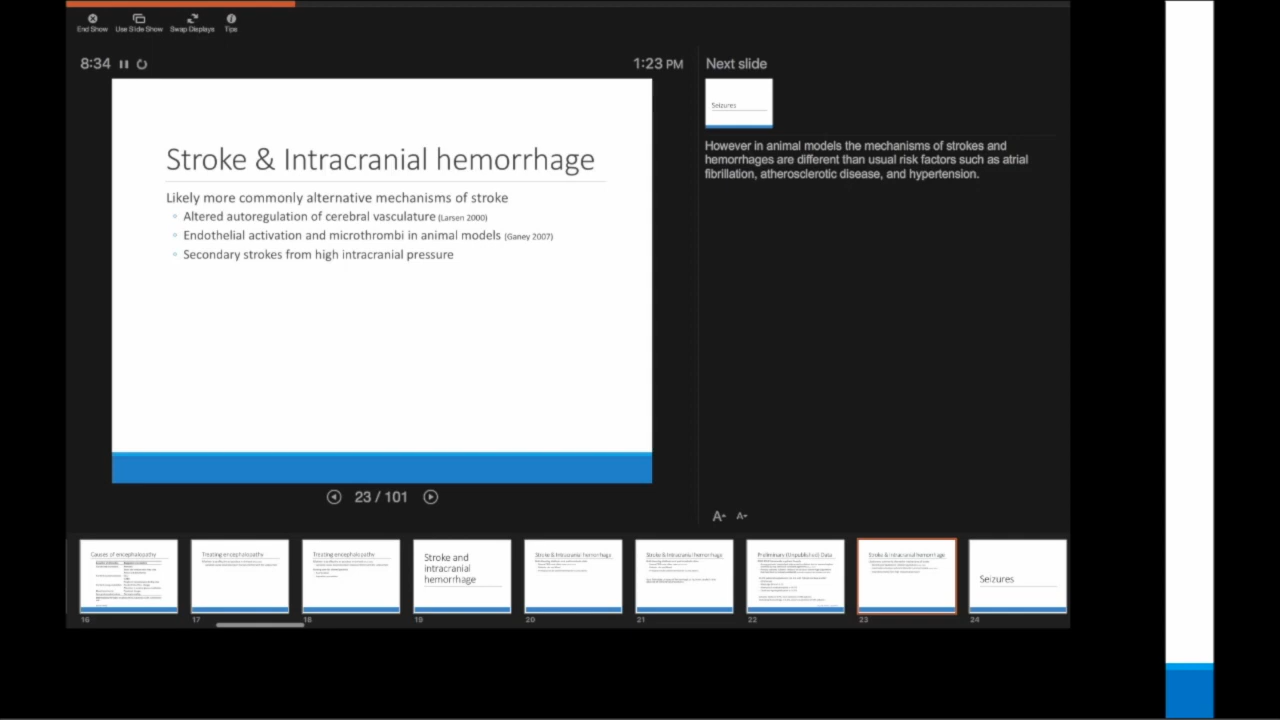 End Show
Use Slide Show
Swap Displays
Tips
8:34
1:23 PM
Next slide
Stroke & Intracranial hemorrhage
Likely more commonly alternative mechanisms of stroke
Altered autoregulation of cerebral vasculature (Larsen 2000)
Endothelial activation and microthrombi in animal models (Ganey 2007)
Secondary strokes from high intracranial pressure
Seizures
However in animal models the mechanisms of strokes and
hemorrhages are different than usual risk factors such as atrial
fibrillation, atherosclerotic disease, and hypertension.
23 / 101
A
A
Causes of encephalopathy
Treating encephalopathy
Treating encephalopathy
Stroke and
intracranial
hemorrhage
Stroke & Intracranial hemorrhage
Stroke & Intracranial hemorrhage
Preliminary (Unpublished) Data
Stroke & Intracranial hemorrhage
Seizures
16
17
18
19
20
21
22
23
24